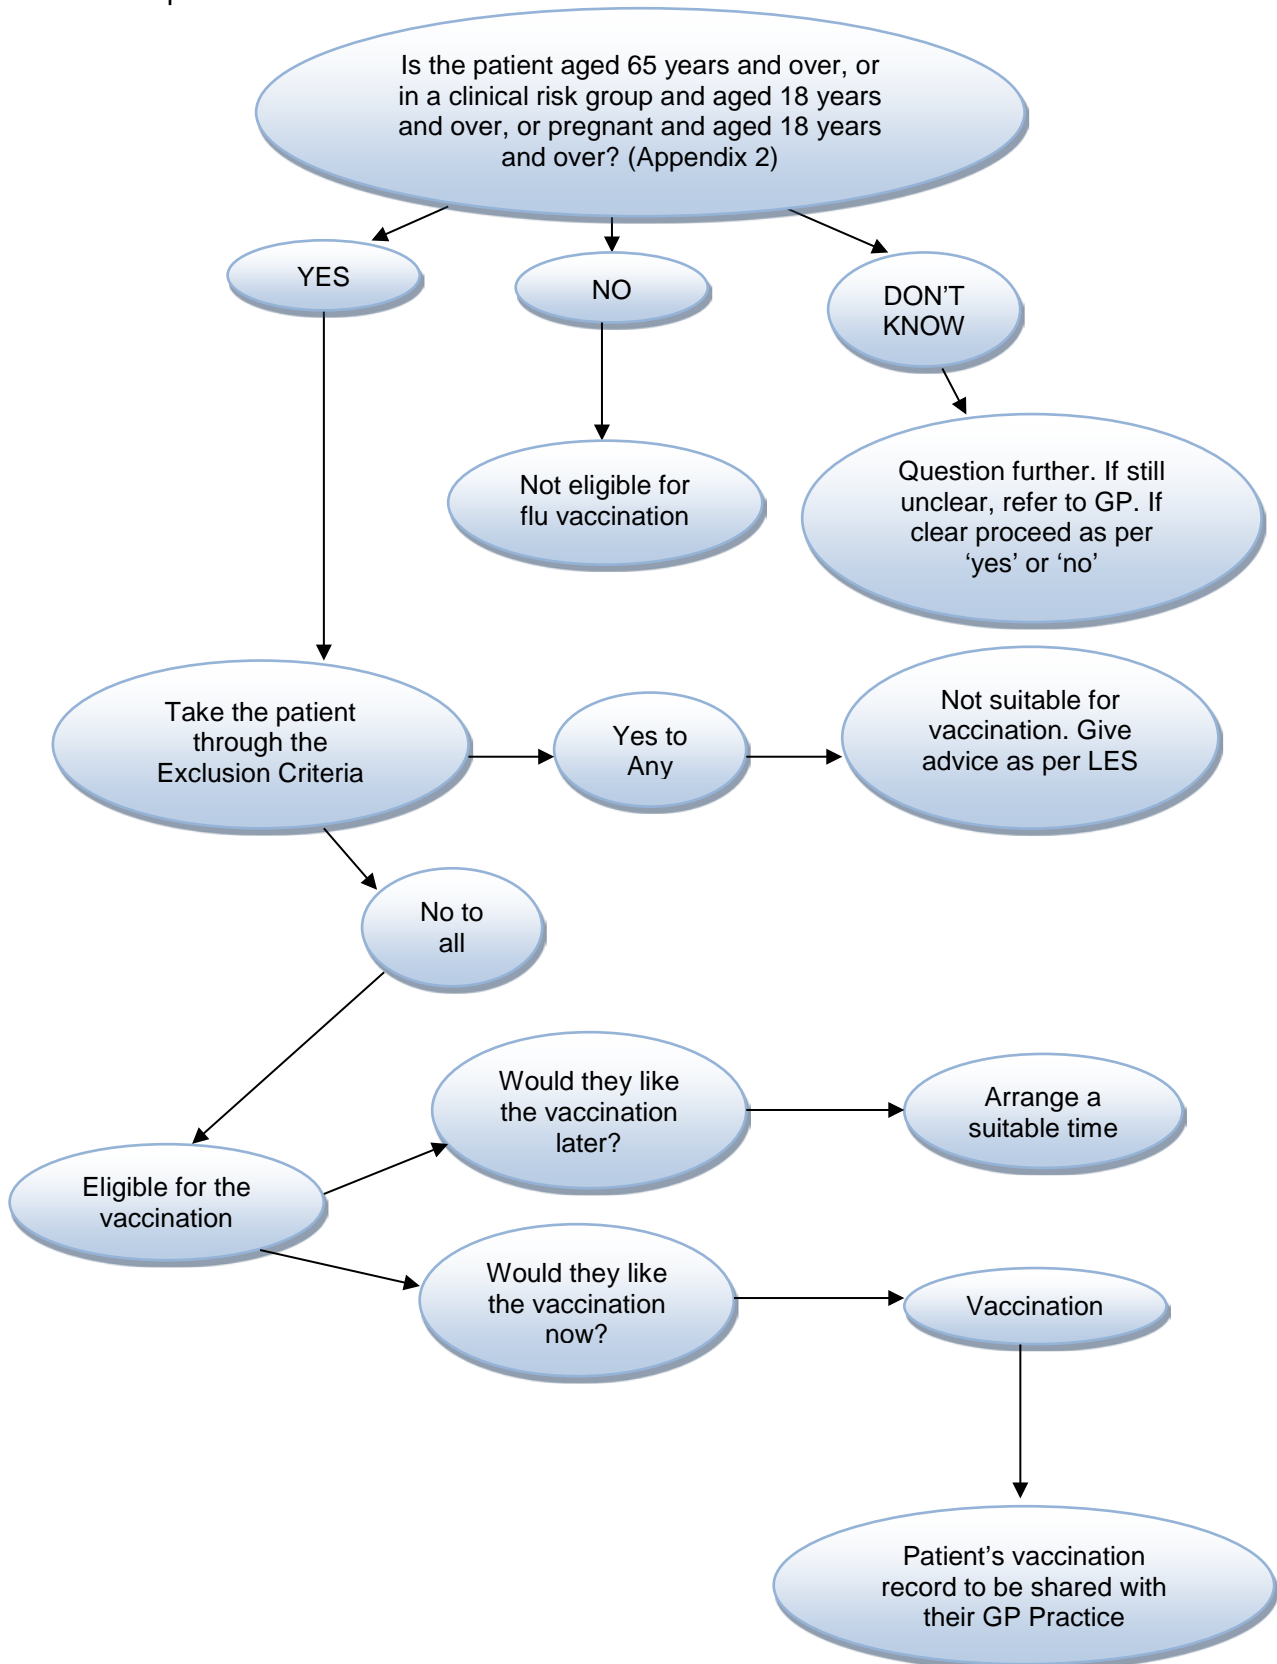 Is the patient aged 65 years and over, or
in a clinical risk group and aged 18 years
and over, or pregnant and aged 18 years
and over? (Appendix 2)
YES
NO
DON'T
KNOW
Not eligible for
flu vaccination
Question further. If still
unclear, refer to GP. If
clear proceed as per
‘yes’ or ‘no’
Take the patient
through the
Exclusion Criteria
Yes to
Any
Not suitable for
vaccination. Give
advice as per LES
No to
all
Would they like
the vaccination
later?
Arrange a
suitable time
Eligible for the
vaccination
Would they like
the vaccination
now?
Vaccination
Patient’s vaccination
record to be shared with
their GP Practice